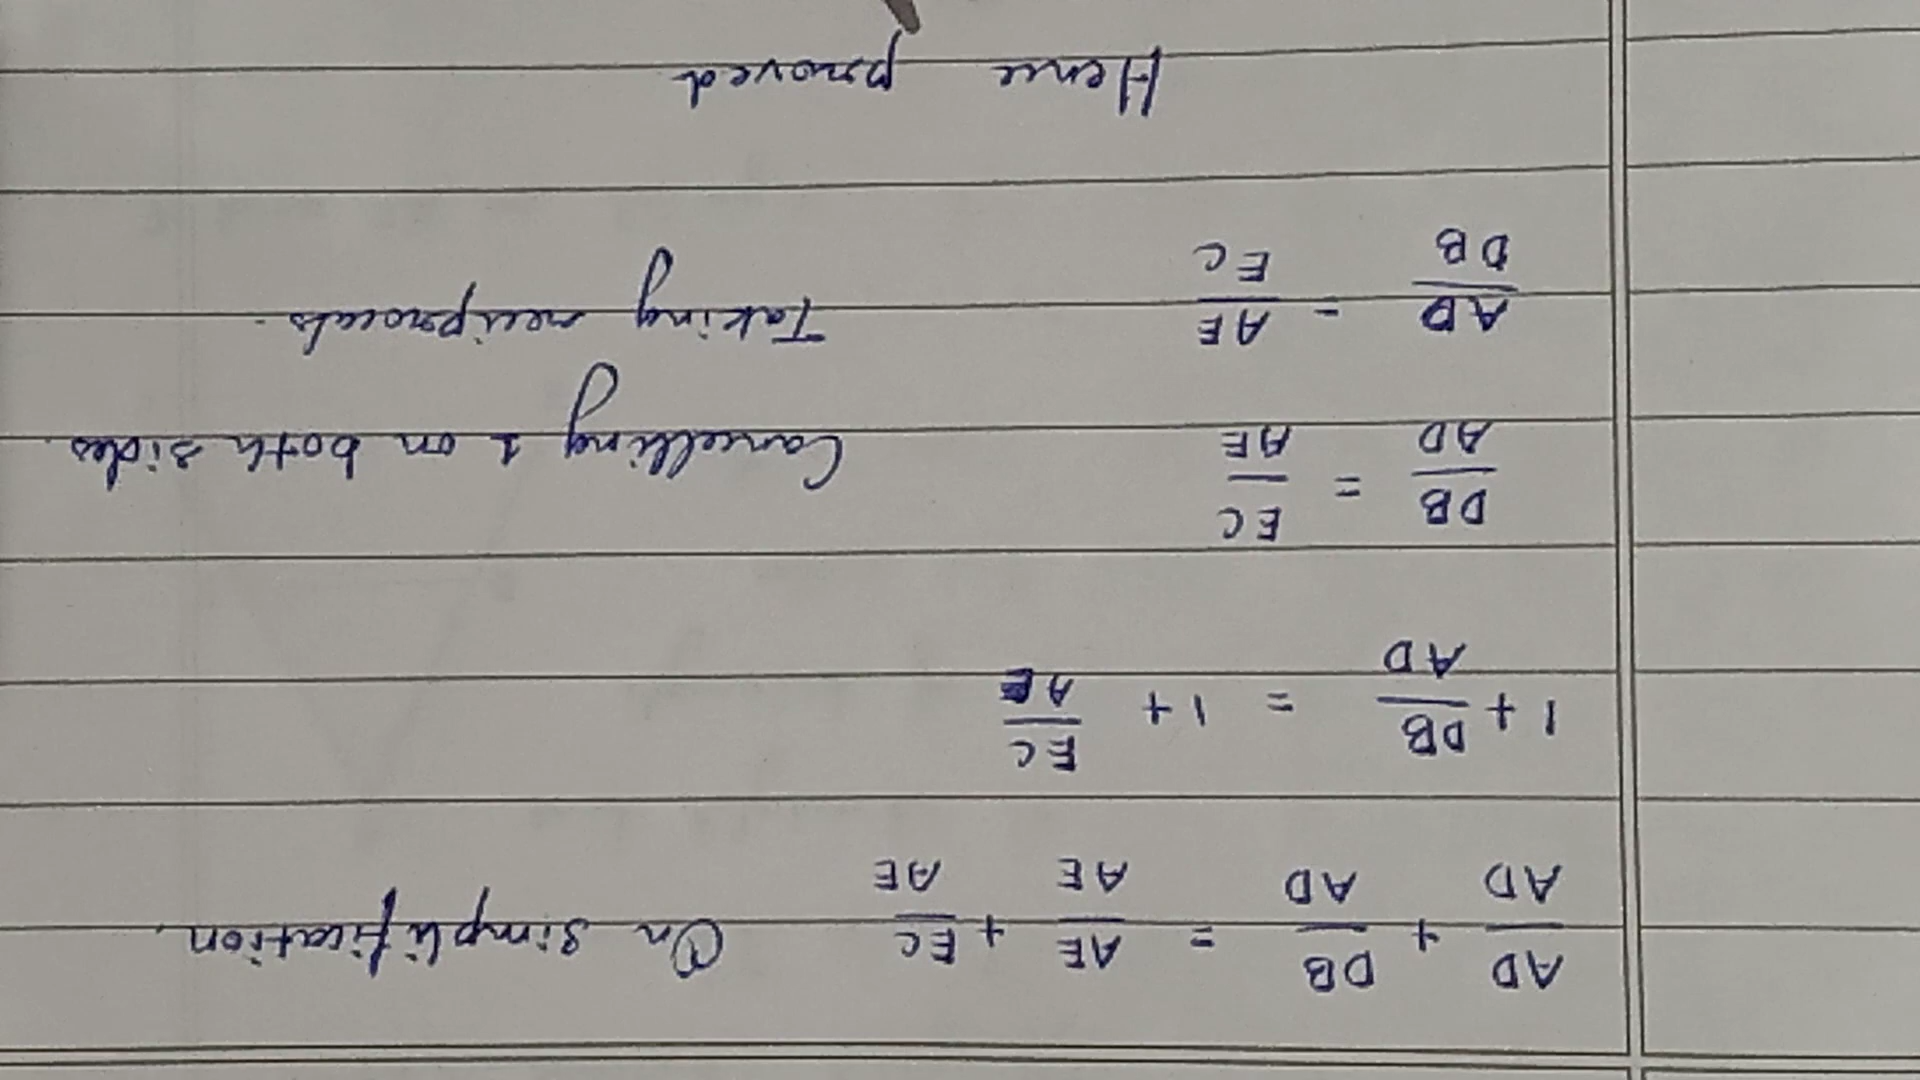 AD/AD + DB/AD = AE/AE + EC/AE On simplification.
1 + DB/AD = 1 + EC/AE
DB/AD = EC/AE Cancelling 1 on both sides.
AD/DB = AE/EC Taking reciprocals.
Hence proved